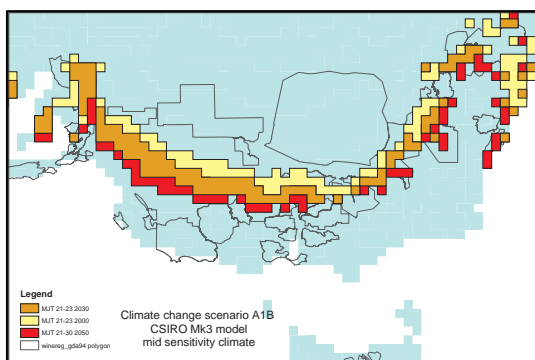 Legend
MJT 21-23 2030
MJT 21-23 2000
MJT 21-30 2050
winereg_gda94 polygon
Climate change scenario A1B
CSIRO Mk3 model
mid sensitivity climate